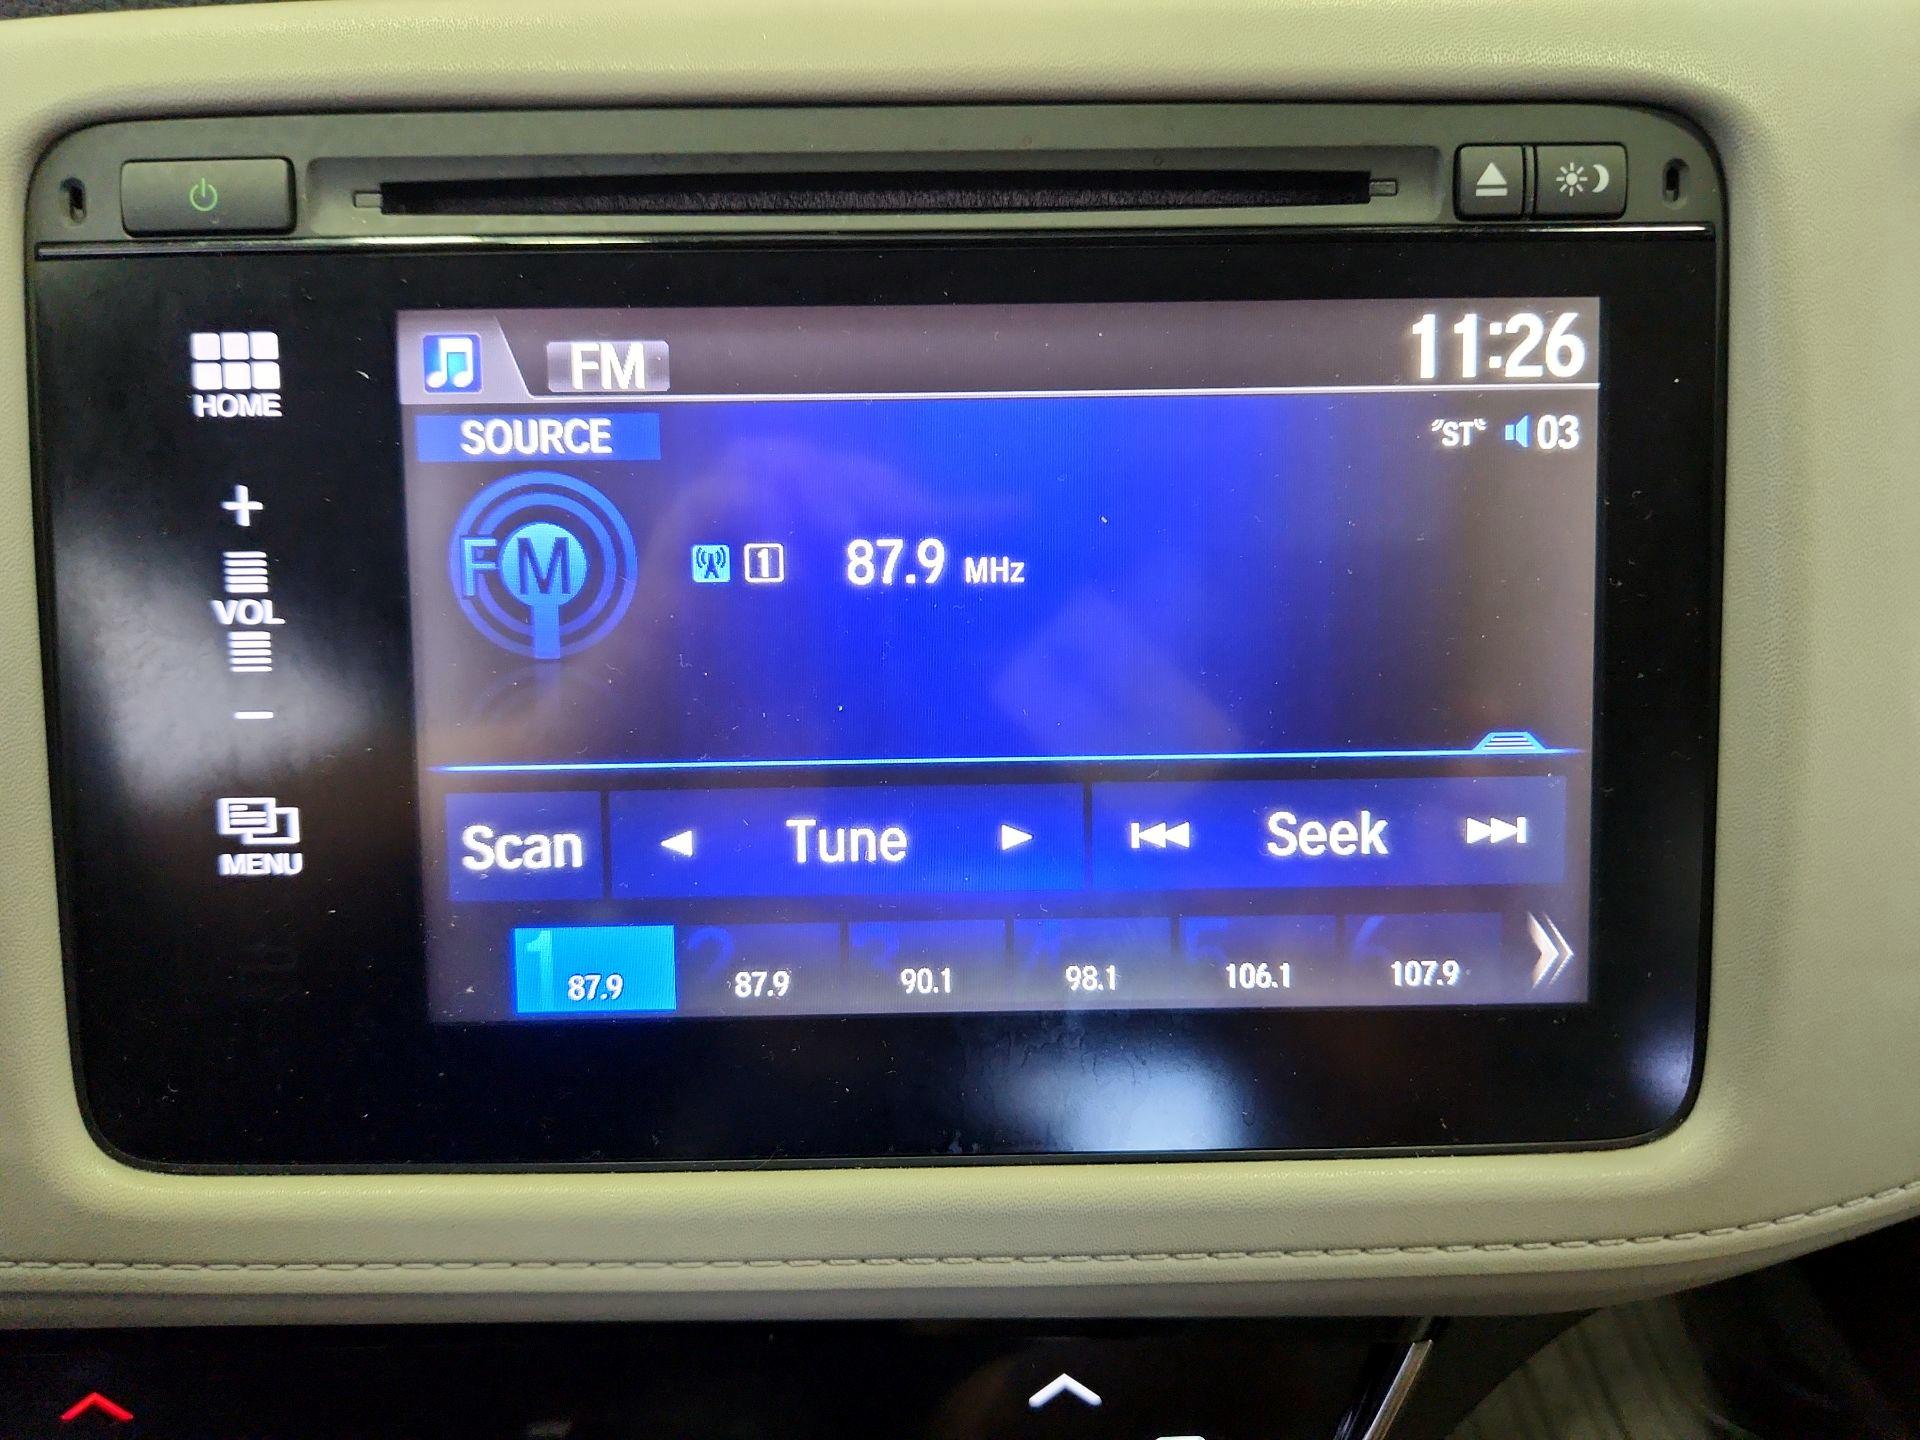 FM
11:26
HOME
SOURCE
"ST" 03
+
FM
1 87.9 MHz
VOL
-
Scan Tune Seek
MENU
1 2 3 4 5 6
87.9 87.9 90.1 98.1 106.1 107.9